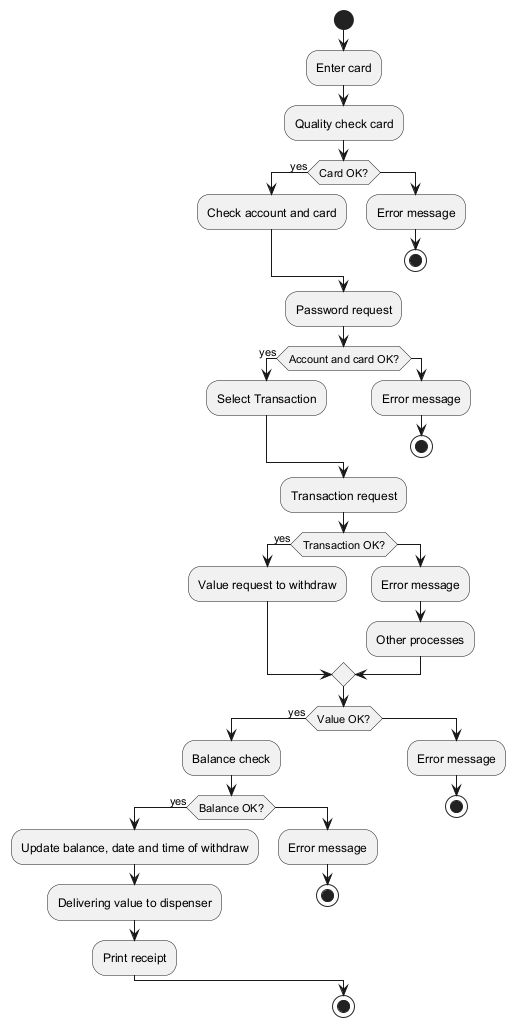 Enter card
Quality check card
yes
Card OK?
Check account and card
Error message
Password request
yes
Account and card OK?
Select Transaction
Error message
Transaction request
yes
Transaction OK?
Value request to withdraw
Error message
Other processes
yes
Value OK?
Balance check
Error message
yes
Balance OK?
Update balance, date and time of withdraw
Error message
Delivering value to dispenser
Print receipt